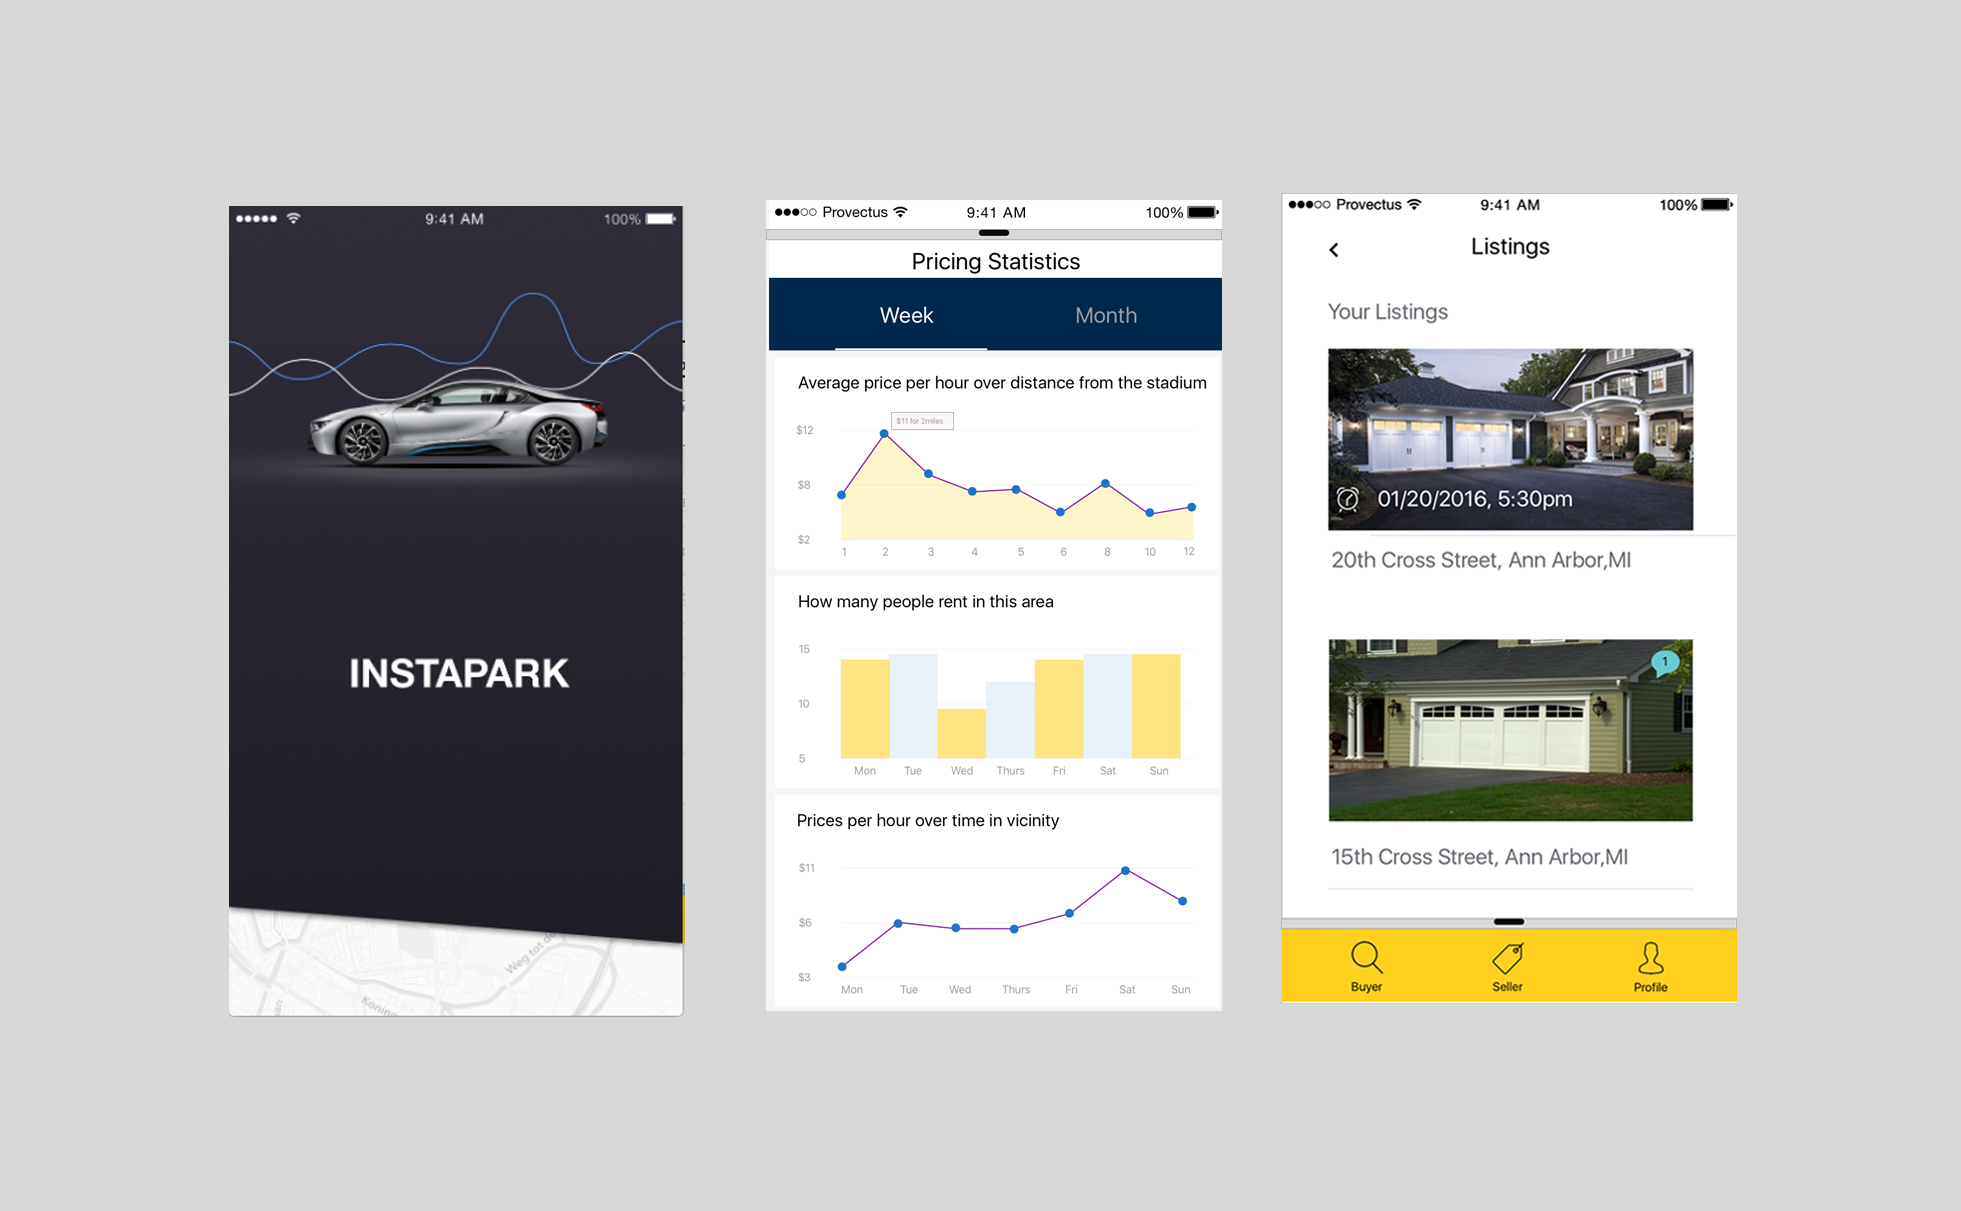 9:41 AM
100%
INSTAPARK
Weg tot de
Koning
Provectus
9:41 AM
100%
Pricing Statistics
Week
Month
Average price per hour over distance from the stadium
$11 for 2miles
$12
$8
$2
1 2 3 4 5 6 8 10 12
How many people rent in this area
15
10
5
Mon Tue Wed Thurs Fri Sat Sun
Prices per hour over time in vicinity
$11
$6
$3
Mon Tue Wed Thurs Fri Sat Sun
Provectus
9:41 AM
100%
Listings
Your Listings
01/20/2016, 5:30pm
20th Cross Street, Ann Arbor,MI
1
15th Cross Street, Ann Arbor,MI
Buyer
Seller
Profile